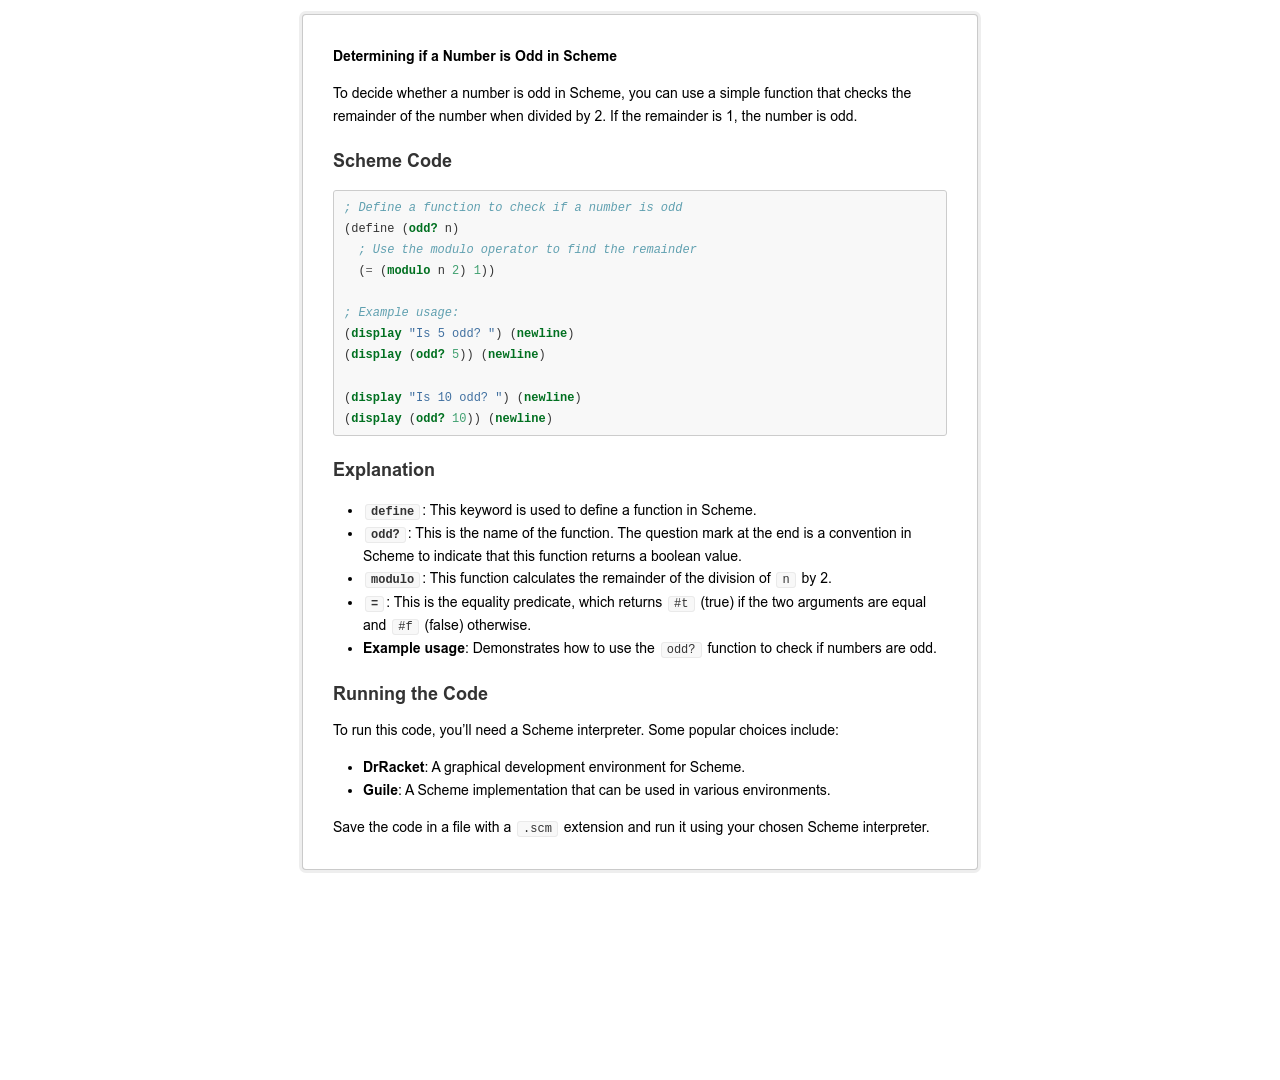 Determining if a Number is Odd in Scheme
To decide whether a number is odd in Scheme, you can use a simple function that checks the
remainder of the number when divided by 2. If the remainder is 1, the number is odd.
Scheme Code
; Define a function to check if a number is odd
(define (odd? n)
  ; Use the modulo operator to find the remainder
  (= (modulo n 2) 1))
; Example usage:
(display "Is 5 odd? ") (newline)
(display (odd? 5)) (newline)
(display "Is 10 odd? ") (newline)
(display (odd? 10)) (newline)
Explanation
• define : This keyword is used to define a function in Scheme.
• odd? : This is the name of the function. The question mark at the end is a convention in
Scheme to indicate that this function returns a boolean value.
• modulo : This function calculates the remainder of the division of n by 2.
• = : This is the equality predicate, which returns #t (true) if the two arguments are equal
and #f (false) otherwise.
• Example usage: Demonstrates how to use the odd? function to check if numbers are odd.
Running the Code
To run this code, you’ll need a Scheme interpreter. Some popular choices include:
• DrRacket: A graphical development environment for Scheme.
• Guile: A Scheme implementation that can be used in various environments.
Save the code in a file with a .scm extension and run it using your chosen Scheme interpreter.